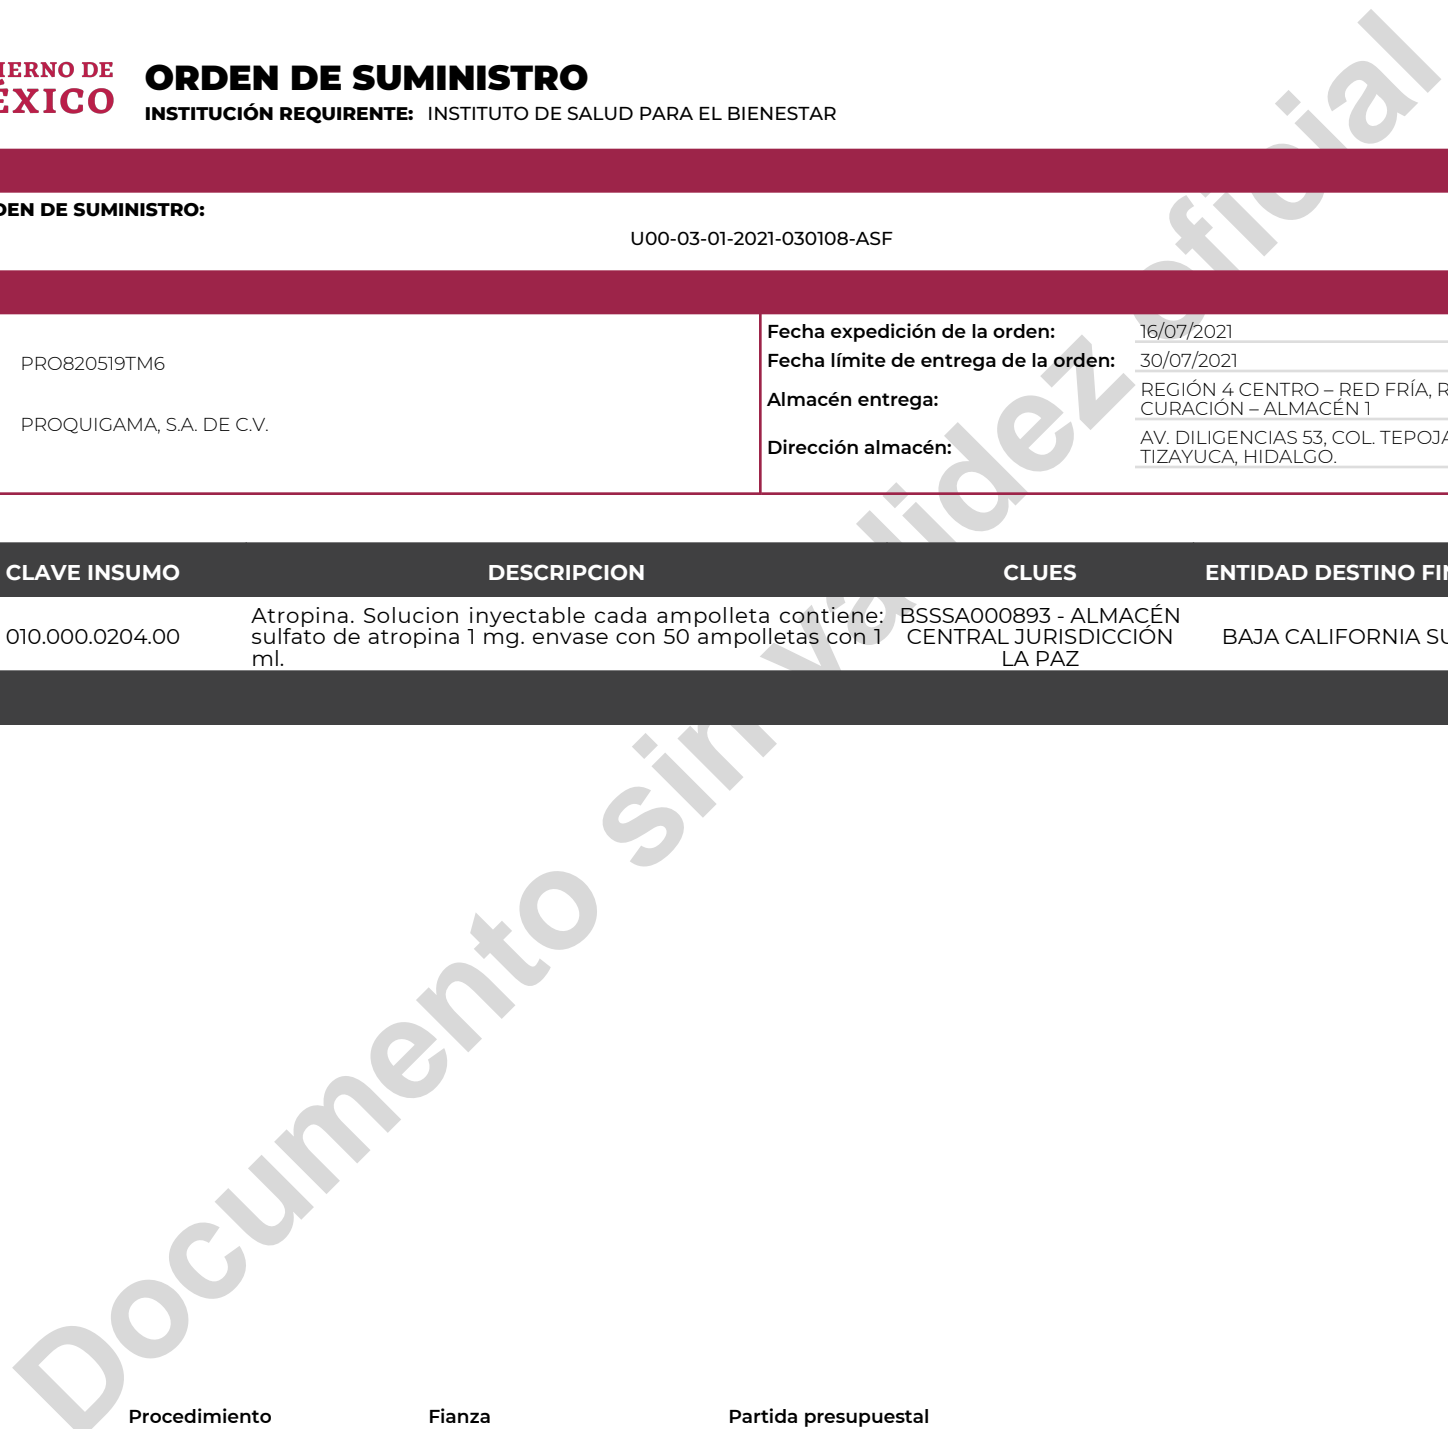 IERNO DE
ÉXICO
ORDEN DE SUMINISTRO
INSTITUCIÓN REQUIRENTE: INSTITUTO DE SALUD PARA EL BIENESTAR
DEN DE SUMINISTRO:
U00-03-01-2021-030108-ASF
PRO820519TM6
PROQUIGAMA, S.A. DE C.V.
Fecha expedición de la orden: 16/07/2021
Fecha límite de entrega de la orden: 30/07/2021
Almacén entrega: REGIÓN 4 CENTRO – RED FRÍA, R
CURACIÓN – ALMACÉN 1
Dirección almacén: AV. DILIGENCIAS 53, COL. TEPOJA
TIZAYUCA, HIDALGO.
CLAVE INSUMO DESCRIPCION CLUES ENTIDAD DESTINO FIN
010.000.0204.00
Atropina. Solucion inyectable cada ampolleta contiene:
sulfato de atropina 1 mg. envase con 50 ampolletas con 1
ml.
BSSSA000893 - ALMACÉN
CENTRAL JURISDICCIÓN
LA PAZ
BAJA CALIFORNIA SU
Documento sin validez oficial
Procedimiento Fianza Partida presupuestal